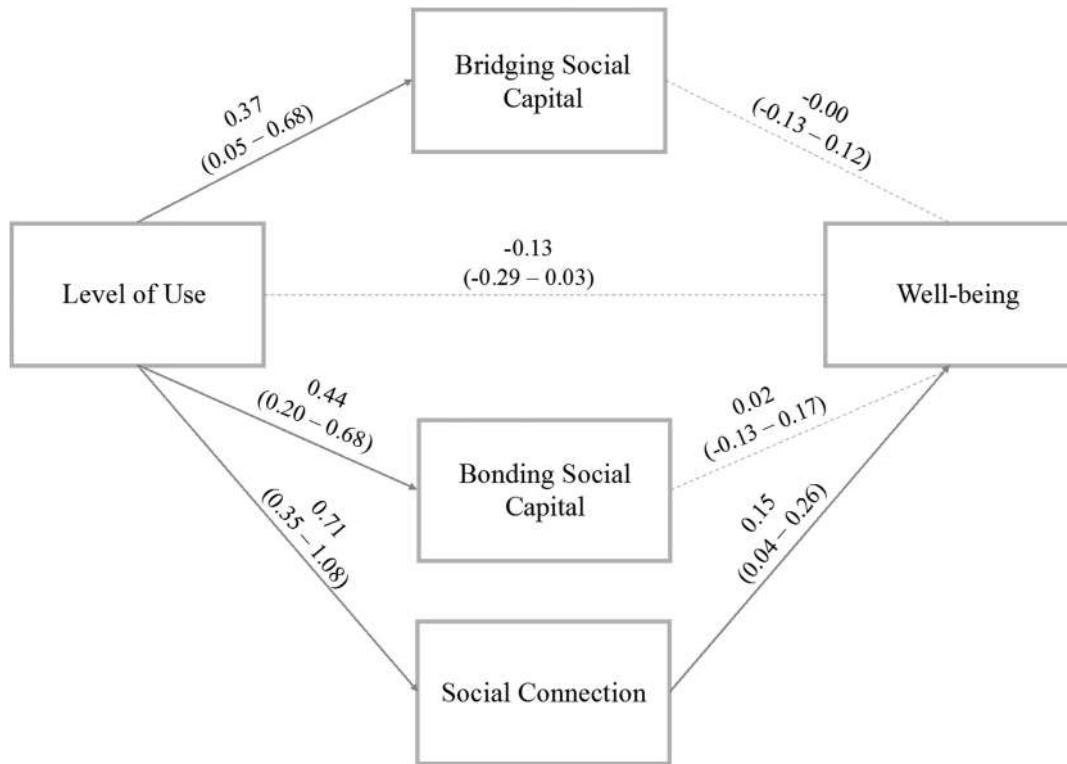 Bridging Social
Capital
0.37
(0.05 – 0.68)
-0.00
(-0.13 – 0.12)
Level of Use
-0.13
(-0.29 – 0.03)
Well-being
0.44
(0.20 – 0.68)
0.02
(-0.13 – 0.17)
Bonding Social
Capital
0.71
(0.35 – 1.08)
0.15
(0.04 – 0.26)
Social Connection